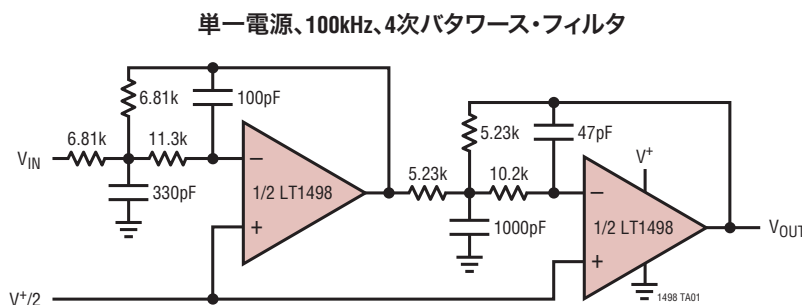 単一電源、100kHz、4次バタワース・フィルタ
6.81k
100pF
6.81k
11.3k
VIN
330pF
1/2 LT1498
5.23k
47pF
5.23k
10.2k
V+
1000pF
1/2 LT1498
VOUT
V+/2
1498 TA01